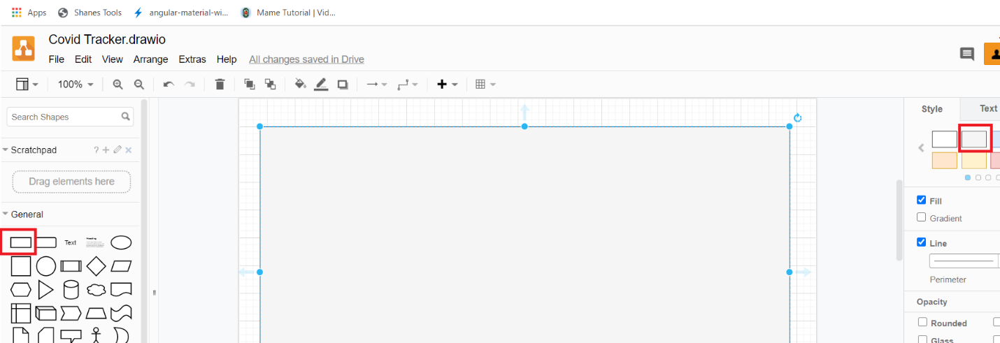 Apps Shanes Tools angular-material-wi... Mame Tutorial | Vid...
Covid Tracker.drawio
File Edit View Arrange Extras Help All changes saved in Drive
100%
Search Shapes
Scratchpad ?
Drag elements here
General
Text
Style Text
Fill
Gradient
Line
Perimeter
Opacity
Rounded
Glass